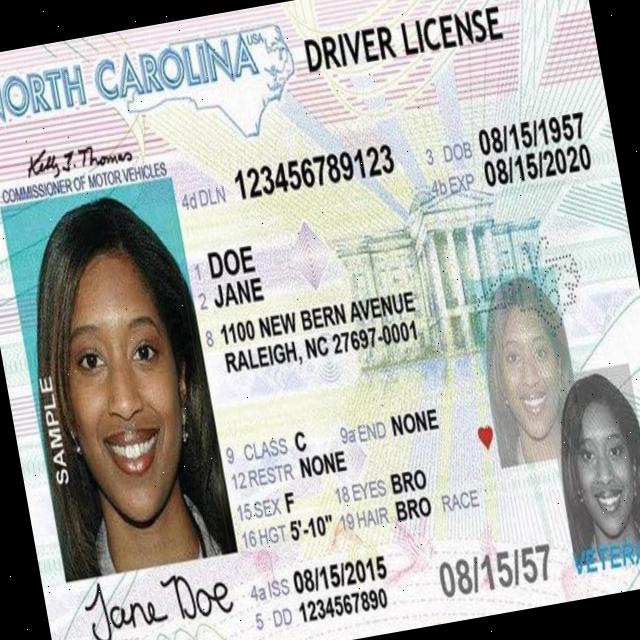 NORTH CAROLINA USA DRIVER LICENSE
Kelly J. Thomas
COMMISSIONER OF MOTOR VEHICLES
4d DLN 123456789123
3 DOB 08/15/1957
4b EXP 08/15/2020
1 DOE
2 JANE
8 1100 NEW BERN AVENUE
RALEIGH, NC 27697-0001
SAMPLE
9 CLASS C 9a END NONE
12 RESTR NONE
15 SEX F 18 EYES BRO
16 HGT 5'-10" 19 HAIR BRO RACE
Jane Doe
4a ISS 08/15/2015
5 DD 1234567890
08/15/57
VETERA